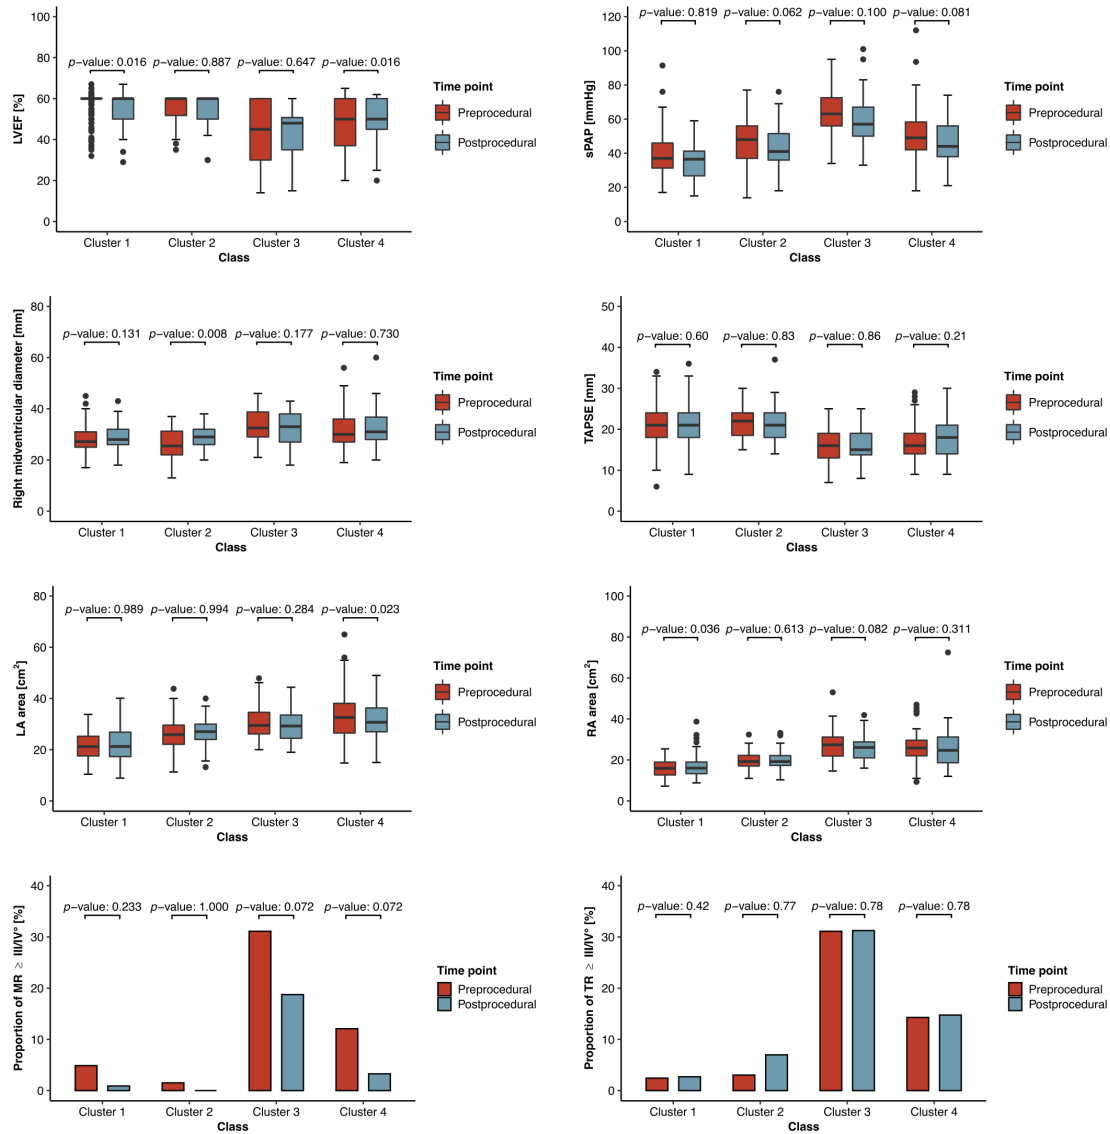 p−value: 0.016 p−value: 0.887 p−value: 0.647 p−value: 0.016
LVEF [%]
100
80
60
40
20
0
Cluster 1 Cluster 2 Cluster 3 Cluster 4
Class
Time point
Preprocedural
Postprocedural
p−value: 0.819 p−value: 0.062 p−value: 0.100 p−value: 0.081
sPAP [mmHg]
120
100
80
60
40
20
0
Cluster 1 Cluster 2 Cluster 3 Cluster 4
Class
Time point
Preprocedural
Postprocedural
p−value: 0.131 p−value: 0.008 p−value: 0.177 p−value: 0.730
Right midventricular diameter [mm]
80
60
40
20
0
Cluster 1 Cluster 2 Cluster 3 Cluster 4
Class
Time point
Preprocedural
Postprocedural
p−value: 0.60 p−value: 0.83 p−value: 0.86 p−value: 0.21
TAPSE [mm]
50
40
30
20
10
0
Cluster 1 Cluster 2 Cluster 3 Cluster 4
Class
Time point
Preprocedural
Postprocedural
p−value: 0.989 p−value: 0.994 p−value: 0.284 p−value: 0.023
LA area [cm²]
80
60
40
20
0
Cluster 1 Cluster 2 Cluster 3 Cluster 4
Class
Time point
Preprocedural
Postprocedural
p−value: 0.036 p−value: 0.613 p−value: 0.082 p−value: 0.311
RA area [cm²]
100
80
60
40
20
0
Cluster 1 Cluster 2 Cluster 3 Cluster 4
Class
Time point
Preprocedural
Postprocedural
p−value: 0.233 p−value: 1.000 p−value: 0.072 p−value: 0.072
Proportion of MR ≥ III/IV° [%]
40
30
20
10
0
Cluster 1 Cluster 2 Cluster 3 Cluster 4
Class
Time point
Preprocedural
Postprocedural
p−value: 0.42 p−value: 0.77 p−value: 0.78 p−value: 0.78
Proportion of TR ≥ III/IV° [%]
40
30
20
10
0
Cluster 1 Cluster 2 Cluster 3 Cluster 4
Class
Time point
Preprocedural
Postprocedural